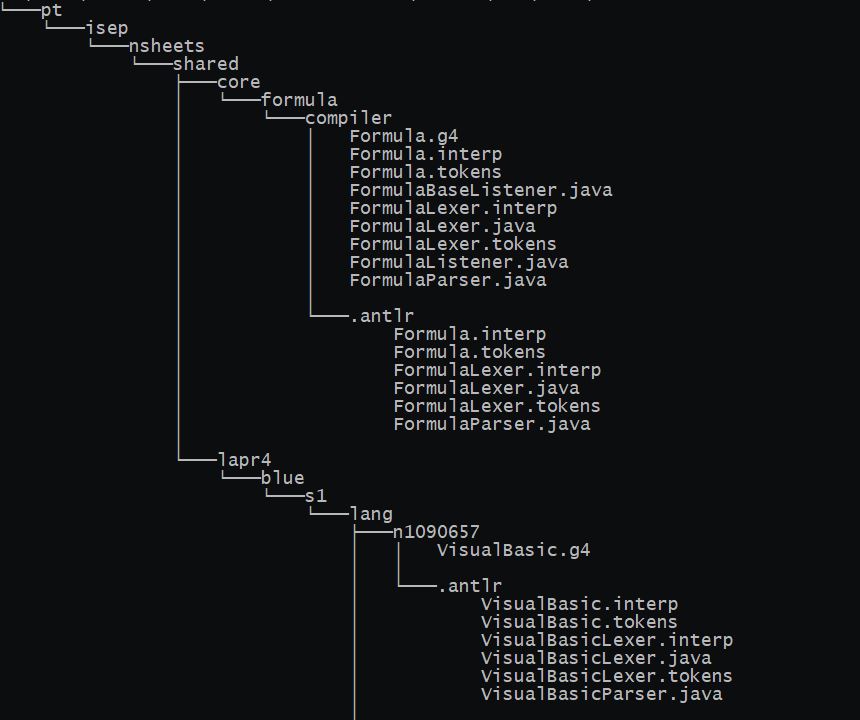 └───pt
    └───isep
        └───nsheets
            └───shared
                ├───core
                │   └───formula
                │       └───compiler
                │           │   Formula.g4
                │           │   Formula.interp
                │           │   Formula.tokens
                │           │   FormulaBaseListener.java
                │           │   FormulaLexer.interp
                │           │   FormulaLexer.java
                │           │   FormulaLexer.tokens
                │           │   FormulaListener.java
                │           │   FormulaParser.java
                │           │
                │           └───.antlr
                │                   Formula.interp
                │                   Formula.tokens
                │                   FormulaLexer.interp
                │                   FormulaLexer.java
                │                   FormulaLexer.tokens
                │                   FormulaParser.java
                │
                └───lapr4
                    └───blue
                        └───s1
                            └───lang
                                ├───n1090657
                                │   │   VisualBasic.g4
                                │   │
                                │   └───.antlr
                                │           VisualBasic.interp
                                │           VisualBasic.tokens
                                │           VisualBasicLexer.interp
                                │           VisualBasicLexer.java
                                │           VisualBasicLexer.tokens
                                │           VisualBasicParser.java
                                │